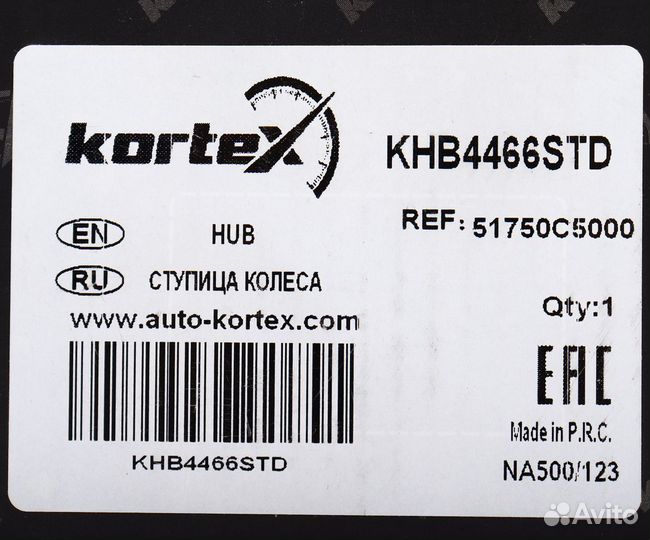 kortex
KHB4466STD
REF: 51750C5000
EN HUB
RU СТУПИЦА КОЛЕСА
www.auto-kortex.com
Qty:1
EAC
Made in P.R.C.
KHB4466STD
NA500/123
Avito